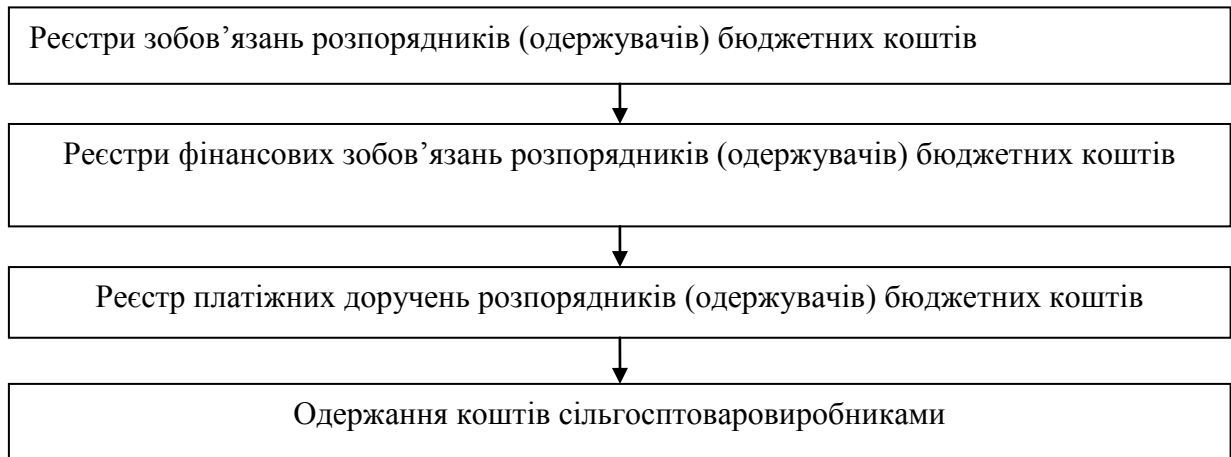 Реєстри зобов’язань розпорядників (одержувачів) бюджетних коштів
Реєстри фінансових зобов’язань розпорядників (одержувачів) бюджетних коштів
Реєстр платіжних доручень розпорядників (одержувачів) бюджетних коштів
Одержання коштів сільгосптоваровиробниками